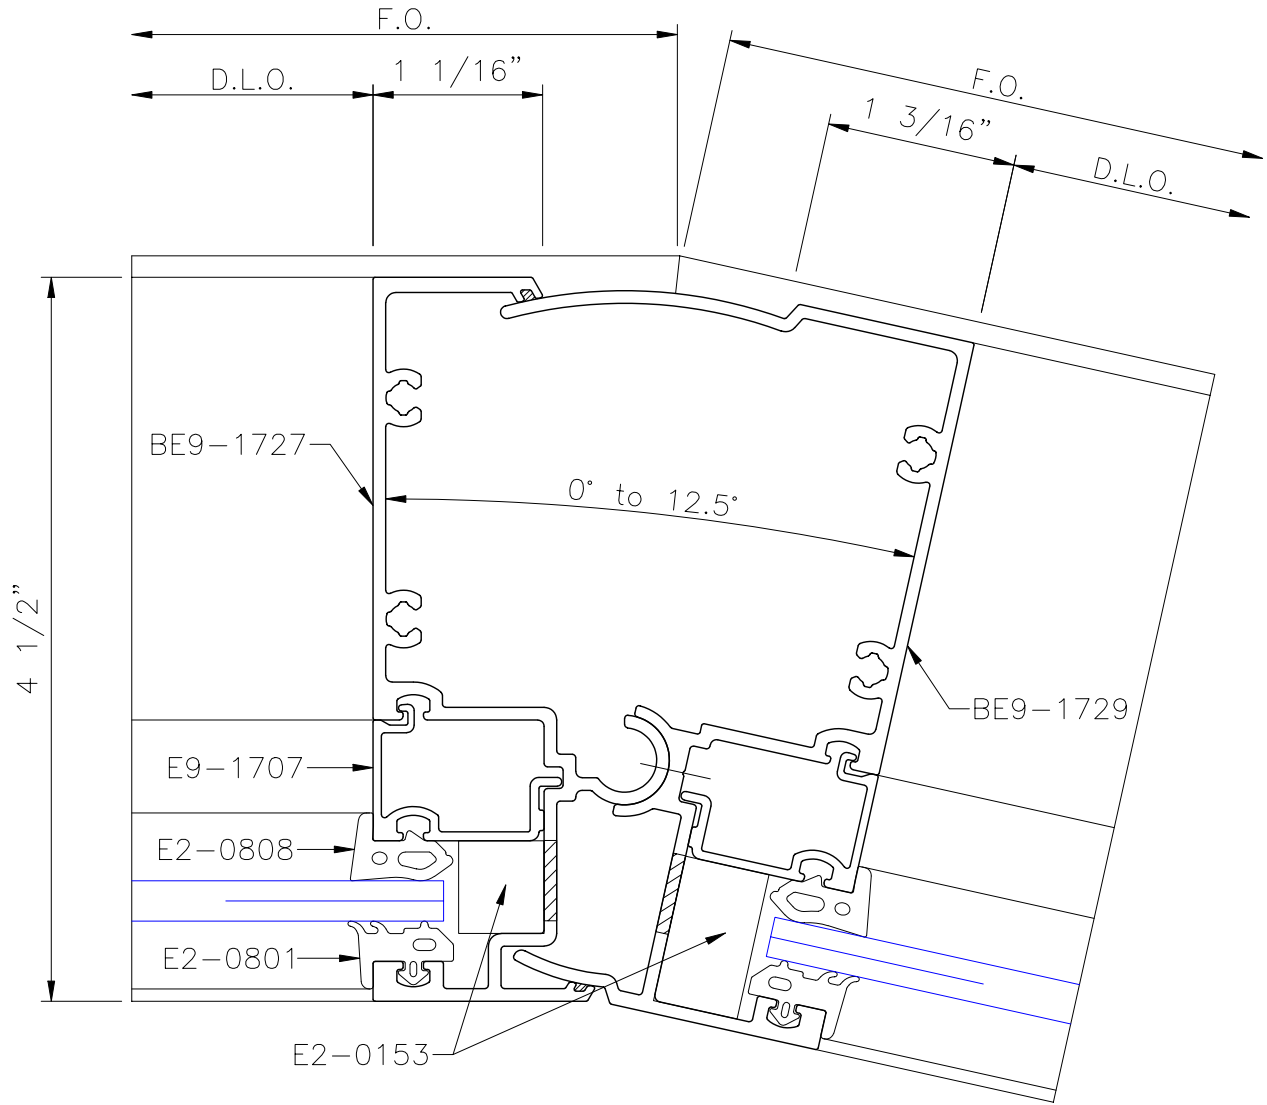 F.O.
D.L.O.
1 1/16”
F.O.
1 3/16”
D.L.O.
BE9-1727
0° to 12.5°
4 1/2”
BE9-1729
E9-1707
E2-0808
E2-0801
E2-0153